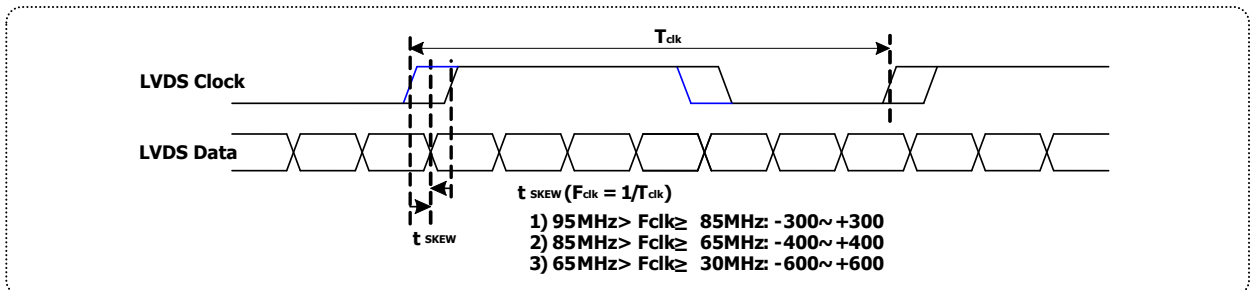 Tclk
LVDS Clock
LVDS Data
t SKEW (Fclk = 1/Tclk)
t SKEW
1) 95MHz> Fclk≥ 85MHz: -300~+300
2) 85MHz> Fclk≥ 65MHz: -400~+400
3) 65MHz> Fclk≥ 30MHz: -600~+600